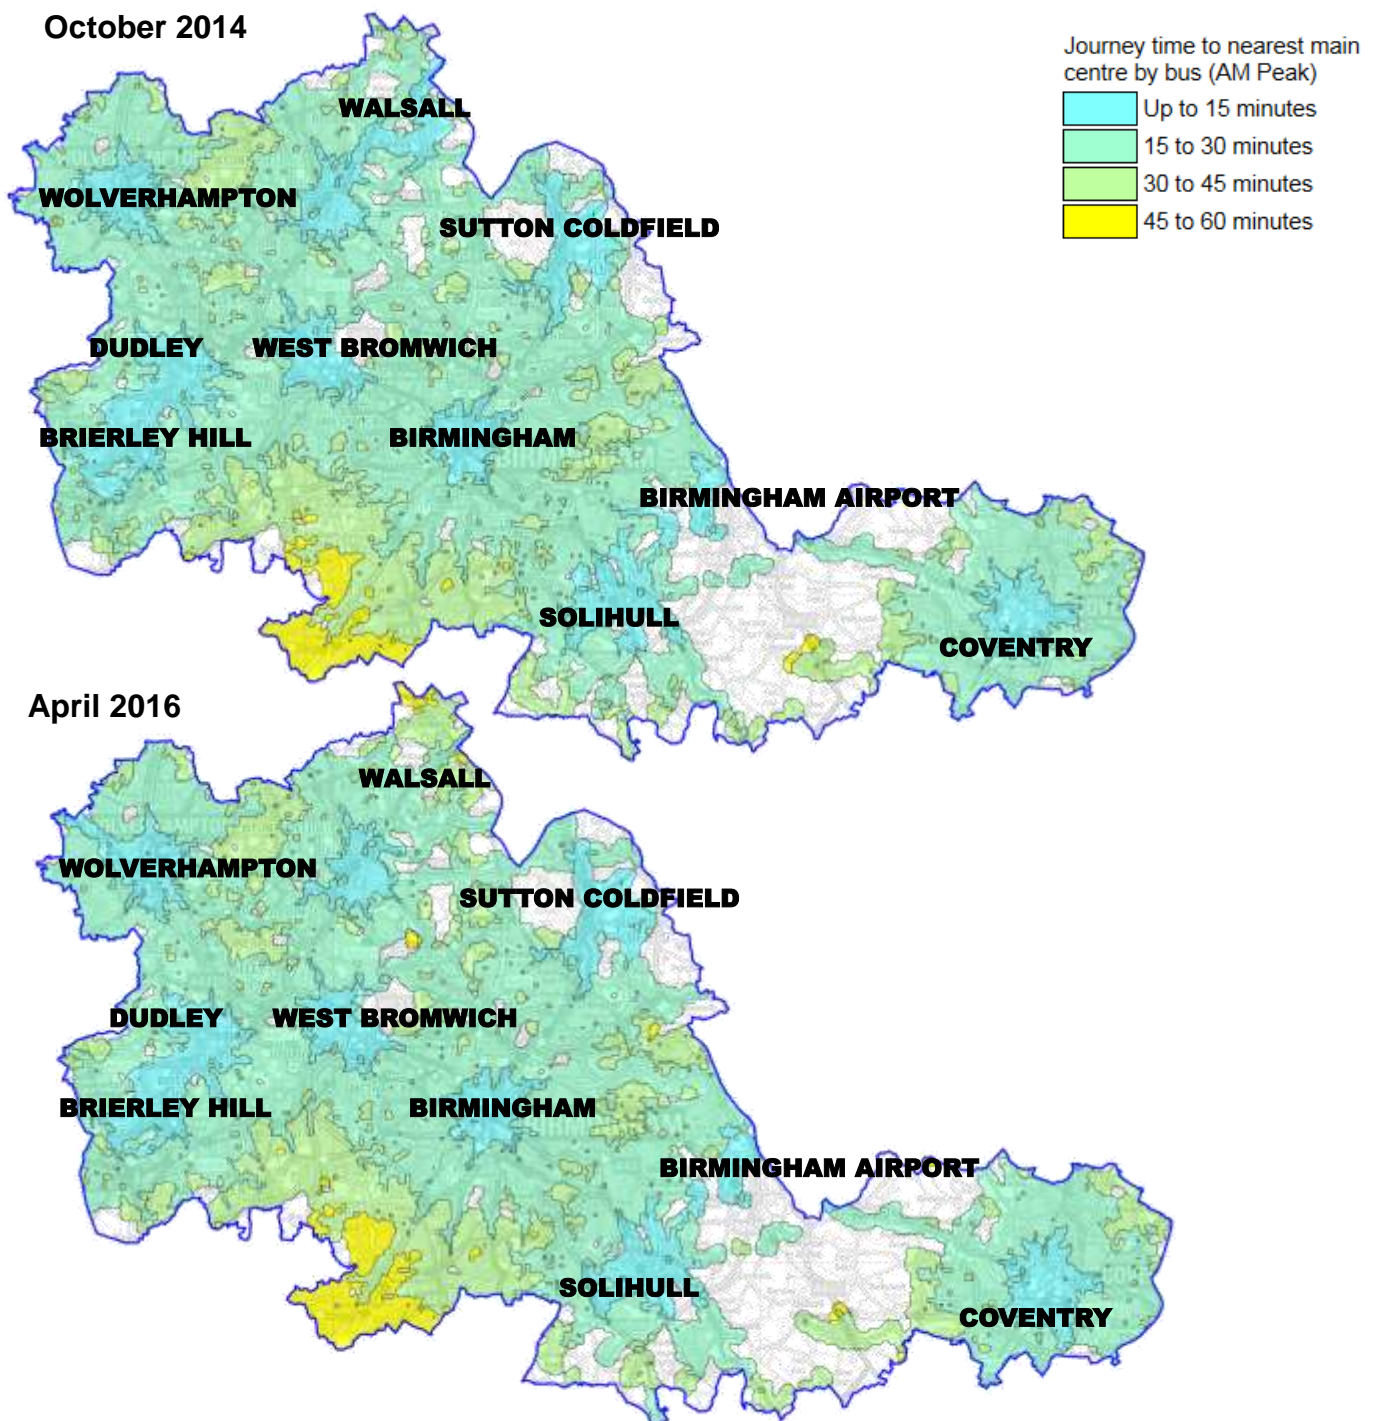 October 2014
Journey time to nearest main
centre by bus (AM Peak)
Up to 15 minutes
15 to 30 minutes
30 to 45 minutes
45 to 60 minutes
WALSALL
WOLVERHAMPTON
SUTTON COLDFIELD
DUDLEY
WEST BROMWICH
BRIERLEY HILL
BIRMINGHAM
BIRMINGHAM AIRPORT
SOLIHULL
COVENTRY
April 2016
WALSALL
WOLVERHAMPTON
SUTTON COLDFIELD
DUDLEY
WEST BROMWICH
BRIERLEY HILL
BIRMINGHAM
BIRMINGHAM AIRPORT
SOLIHULL
COVENTRY